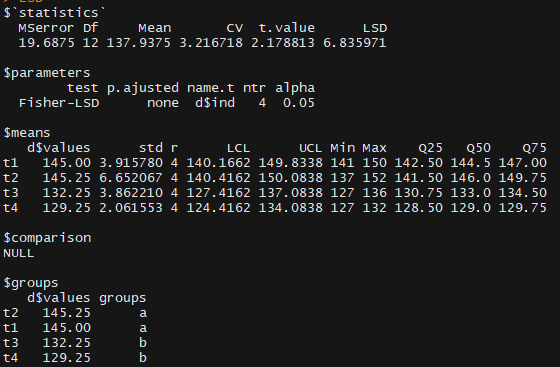 $`statistics`
MSerror Df Mean CV t.value LSD
19.6875 12 137.9375 3.216718 2.178813 6.835971
$parameters
test p.ajusted name.t ntr alpha
Fisher-LSD none d$ind 4 0.05
$means
d$values std r LCL UCL Min Max Q25 Q50 Q75
t1 145.00 3.915780 4 140.1662 149.8338 141 150 142.50 144.5 147.00
t2 145.25 6.652067 4 140.4162 150.0838 137 152 141.50 146.0 149.75
t3 132.25 3.862210 4 127.4162 137.0838 127 136 130.75 133.0 134.50
t4 129.25 2.061553 4 124.4162 134.0838 127 132 128.50 129.0 129.75
$comparison
NULL
$groups
d$values groups
t2 145.25 a
t1 145.00 a
t3 132.25 b
t4 129.25 b